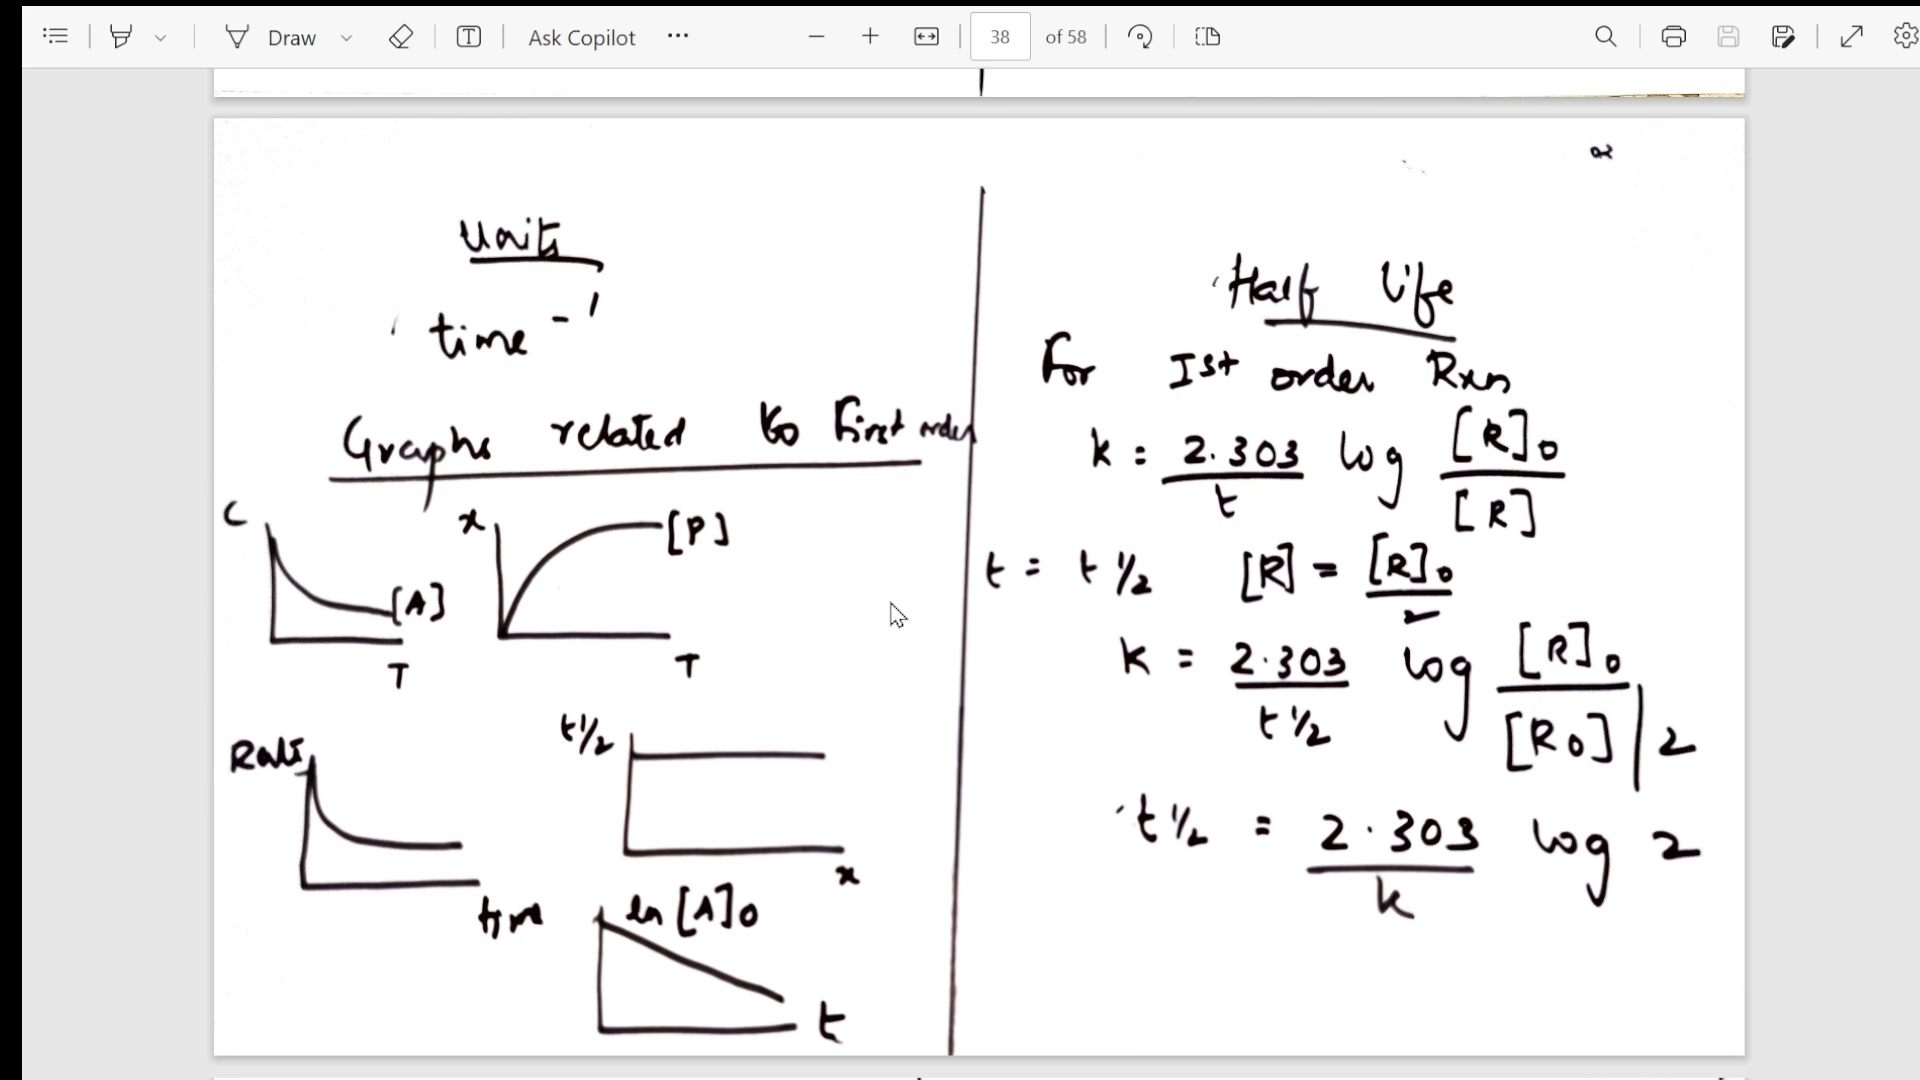 Draw
Ask Copilot
38 of 58
Units
time -1
Graphs related to First order
C
[A]
T
x
[P]
T
Rate
time
t1/2
x
ln [A]0
t
Half life
For Ist order Rxn
k = 2.303 / t log [R]0 / [R]
t = t1/2 [R] = [R]0 / 2
k = 2.303 / t1/2 log [R]0 / [R0] | 2
t1/2 = 2.303 / k log 2